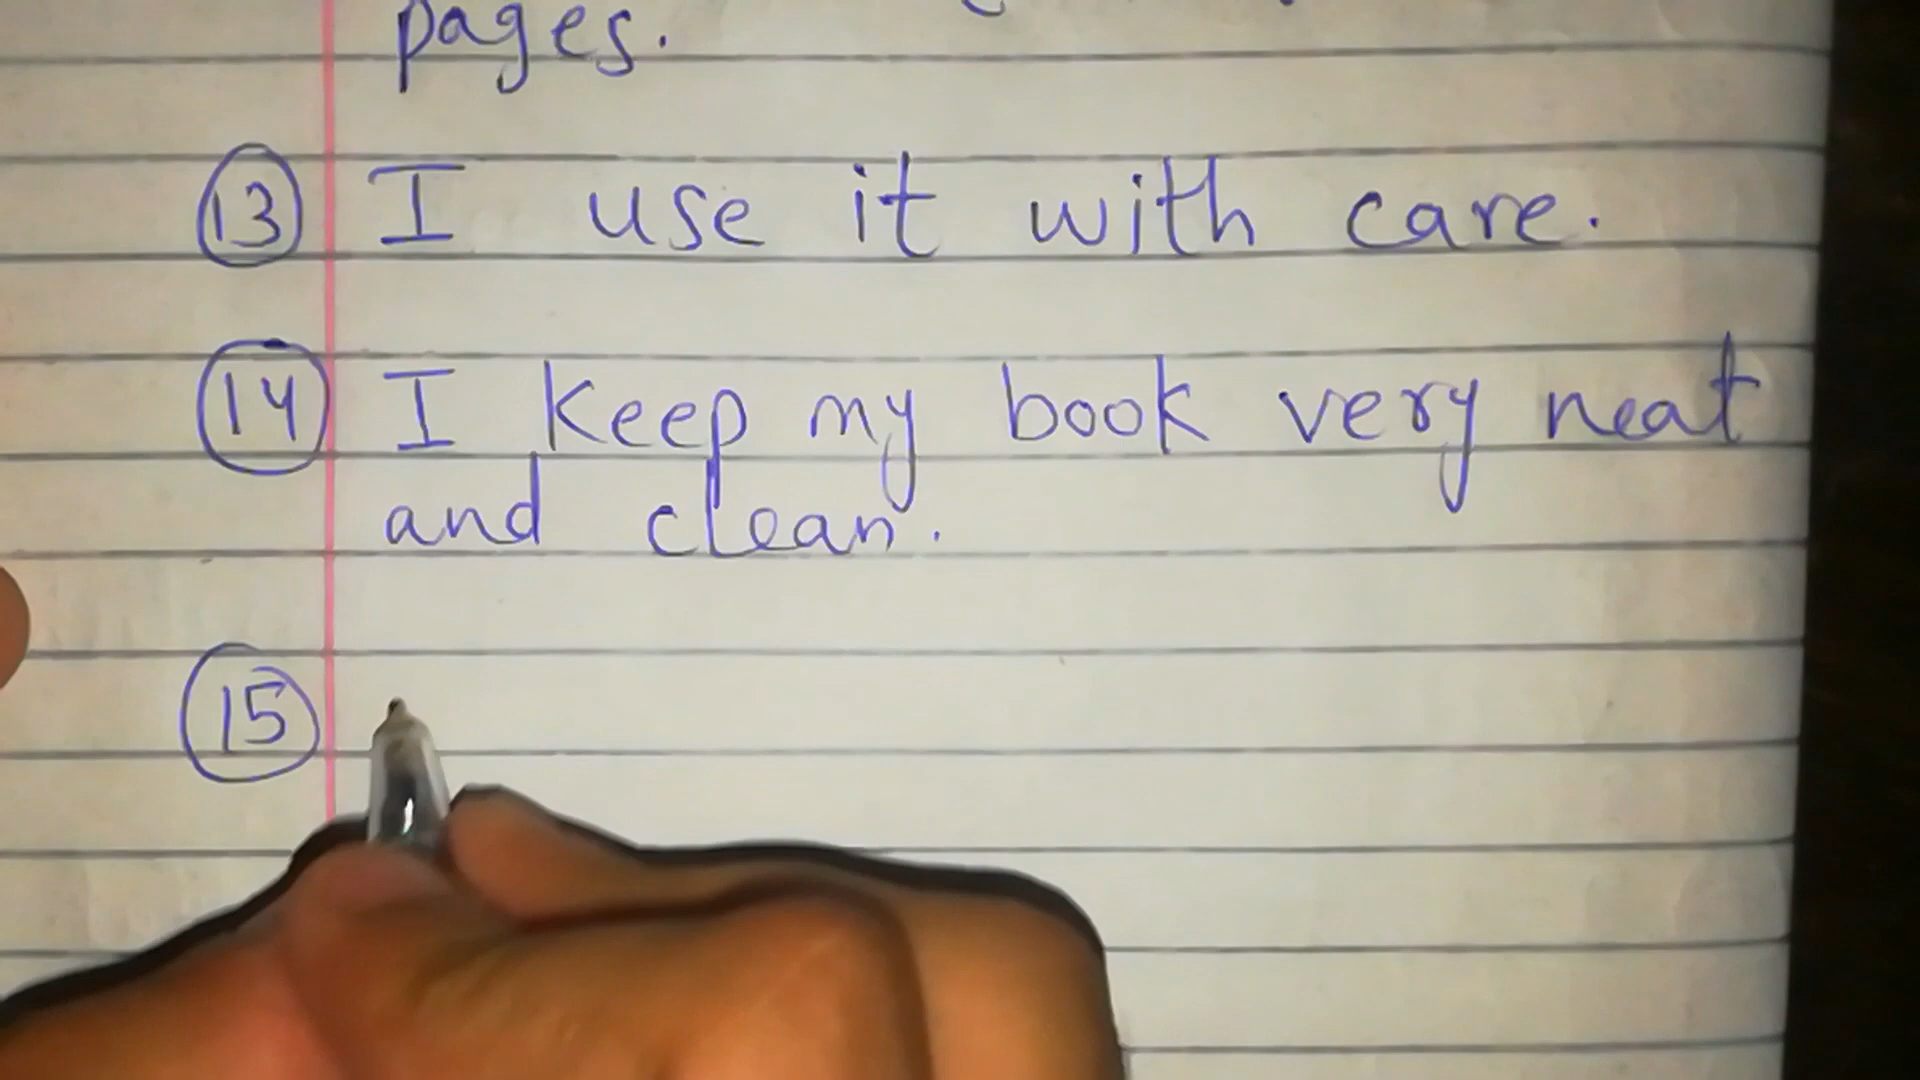 pages.
13 I use it with care.
14 I keep my book very neat
and clean.
15